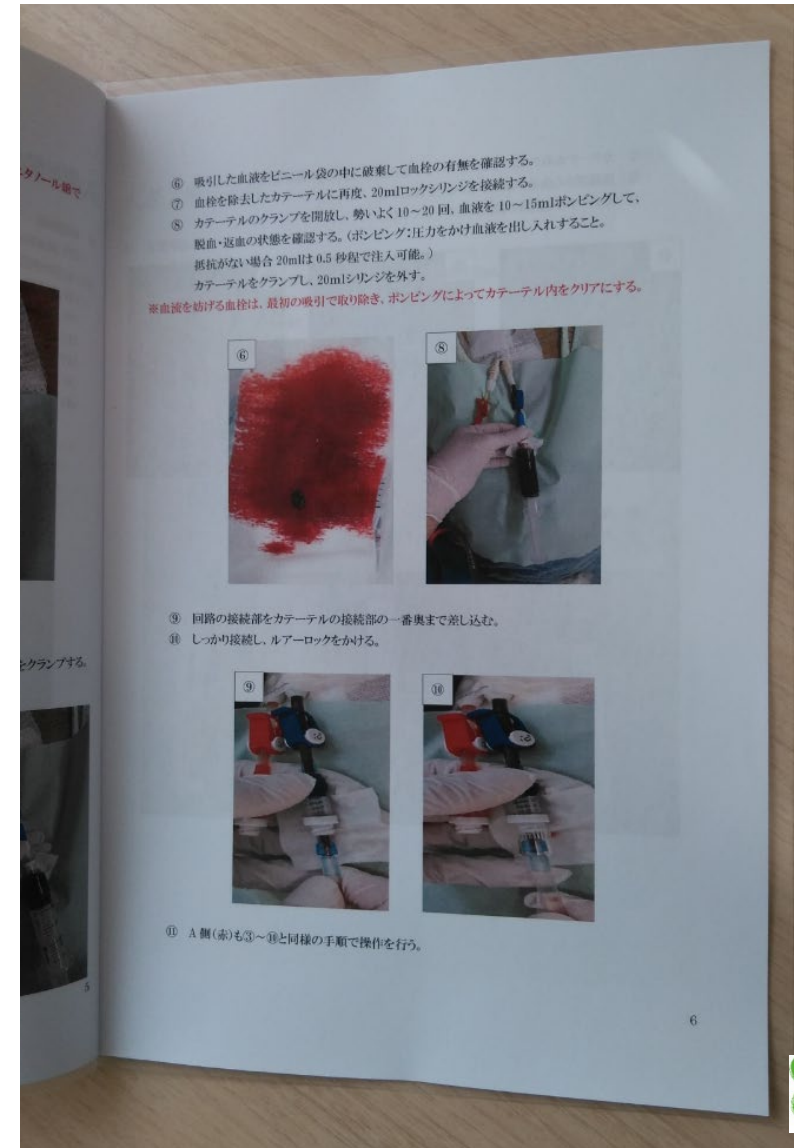 タノール綿で
をクランプする。
5
⑥ 吸引した血液をビニール袋の中に破棄して血栓の有無を確認する。
⑦ 血栓を除去したカテーテルに再度、20mlロックシリンジを接続する。
⑧ カテーテルのクランプを開放し、勢いよく10～20回、血液を10～15mlポンピングして、
脱血・返血の状態を確認する。(ポンピング：圧力をかけ血液を出し入れすること。
抵抗がない場合20mlは0.5秒程で注入可能。)
カテーテルをクランプし、20mlシリンジを外す。
※血流を妨げる血栓は、最初の吸引で取り除き、ポンピングによってカテーテル内をクリアにする。
⑥
⑧
⑨ 回路の接続部をカテーテルの接続部の一番奥まで差し込む。
⑩ しっかり接続し、ルアーロックをかける。
⑨
⑩
⑪ A側(赤)も③～⑩と同様の手順で操作を行う。
6